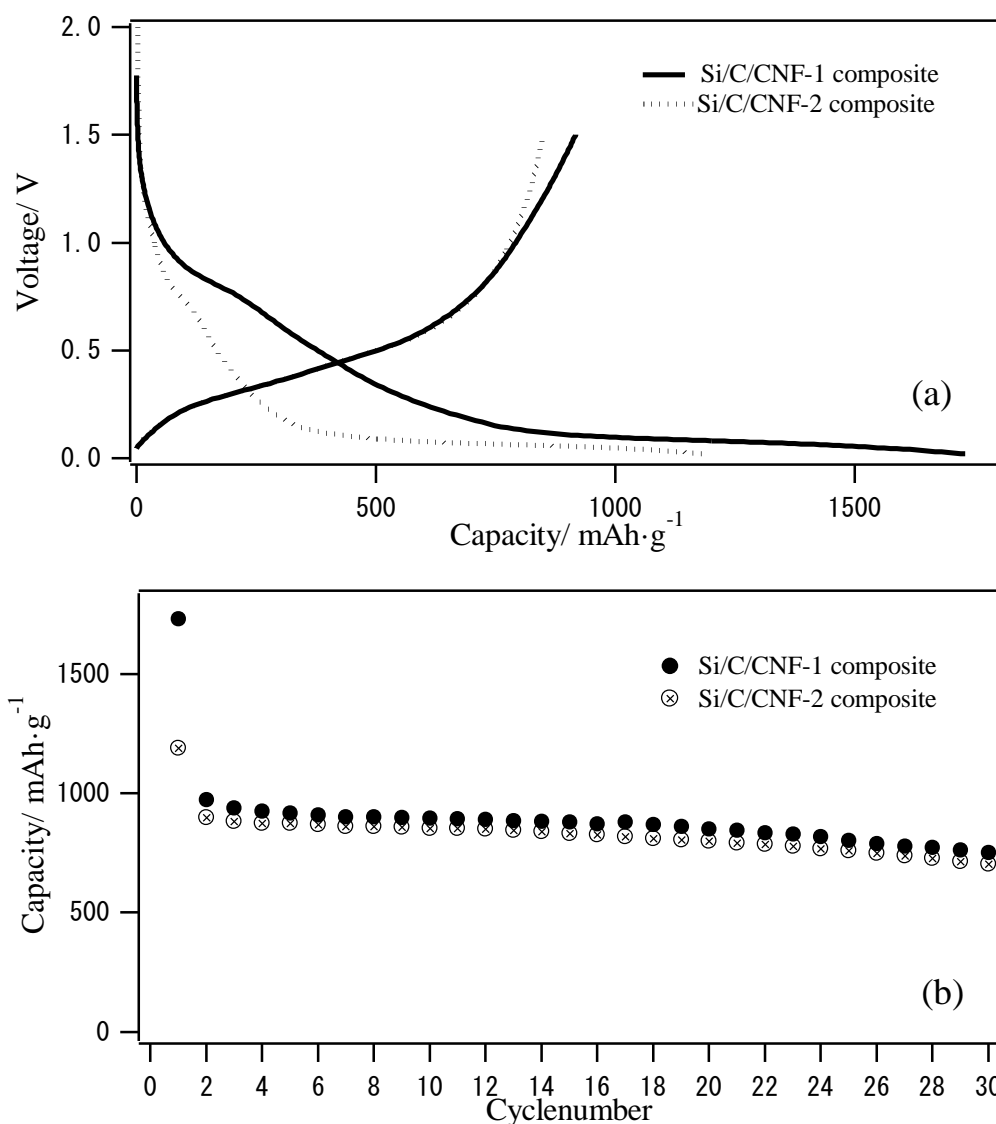 2.0
Si/C/CNF-1 composite
Si/C/CNF-2 composite
1.5
Voltage/ V
1.0
0.5
(a)
0.0
0 500 1000 1500
Capacity/ mAh·g⁻¹
Si/C/CNF-1 composite
1500
Si/C/CNF-2 composite
Capacity/ mAh·g⁻¹
1000
500
(b)
0
0 2 4 6 8 10 12 14 16 18 20 22 24 26 28 30
Cyclenumber